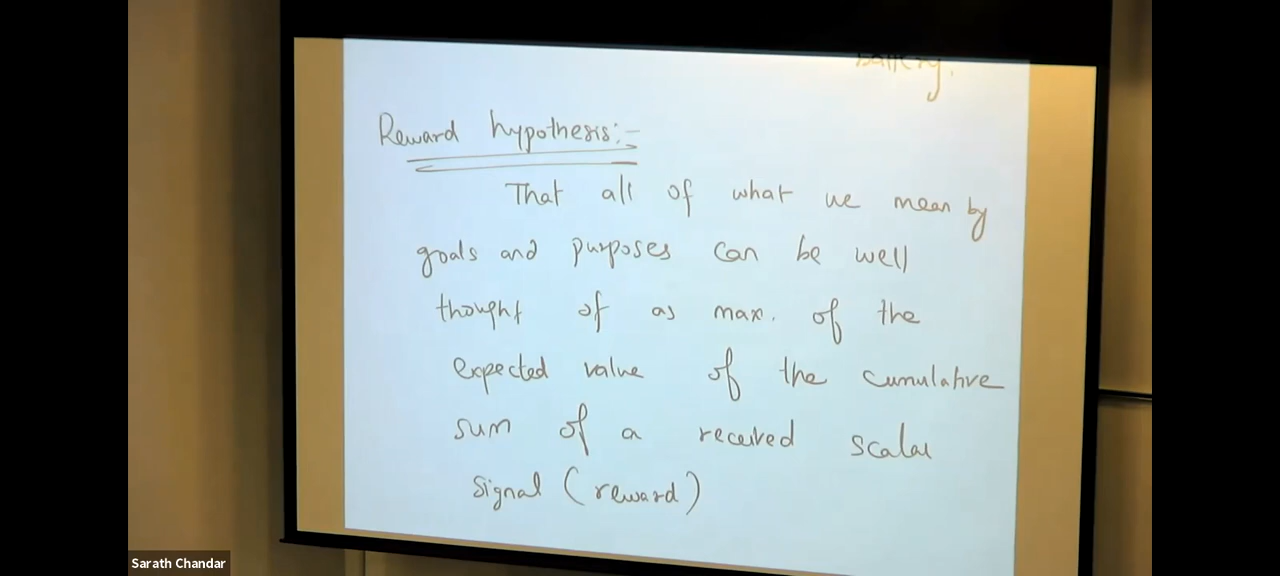 battery.
Reward hypothesis:-
That all of what we mean by
goals and purposes can be well
thought of as max. of the
expected value of the cumulative
sum of a received scalar
signal (reward)
Sarath Chandar